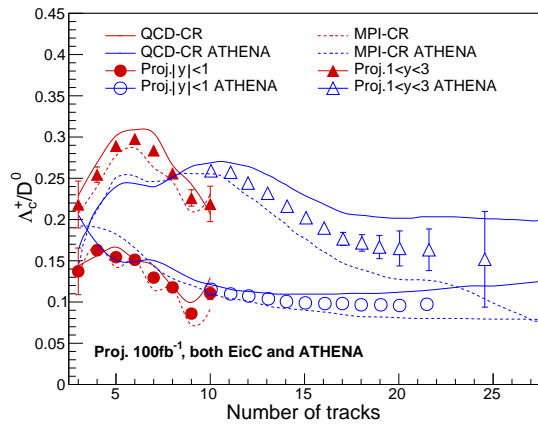 QCD-CR MPI-CR
QCD-CR ATHENA MPI-CR ATHENA
Proj.|y|<1 Proj.1<y<3
Proj.|y|<1 ATHENA Proj.1<y<3 ATHENA
0.45
0.4
0.35
0.3
0.25
0.2
0.15
0.1
0.05
0
Λc+/D0
Proj. 100fb-1, both EicC and ATHENA
5 10 15 20 25
Number of tracks